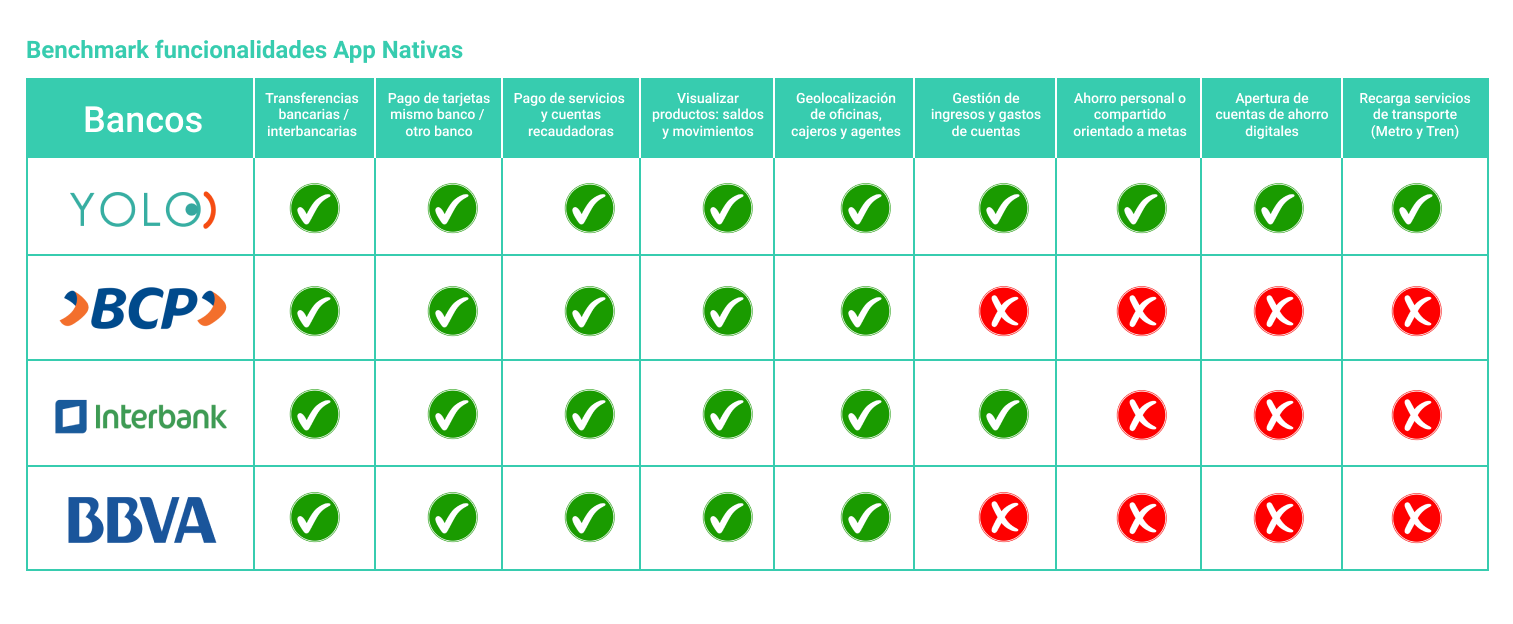 Benchmark funcionalidades App Nativas
Bancos
Transferencias
bancarias /
interbancarias
Pago de tarjetas
mismo banco /
otro banco
Pago de servicios
y cuentas
recaudadoras
Visualizar
productos: saldos
y movimientos
Geolocalización
de oficinas,
cajeros y agentes
Gestión de
ingresos y gastos
de cuentas
Ahorro personal o
compartido
orientado a metas
Apertura de
cuentas de ahorro
digitales
Recarga servicios
de transporte
(Metro y Tren)
YOLO
BCP
Interbank
BBVA